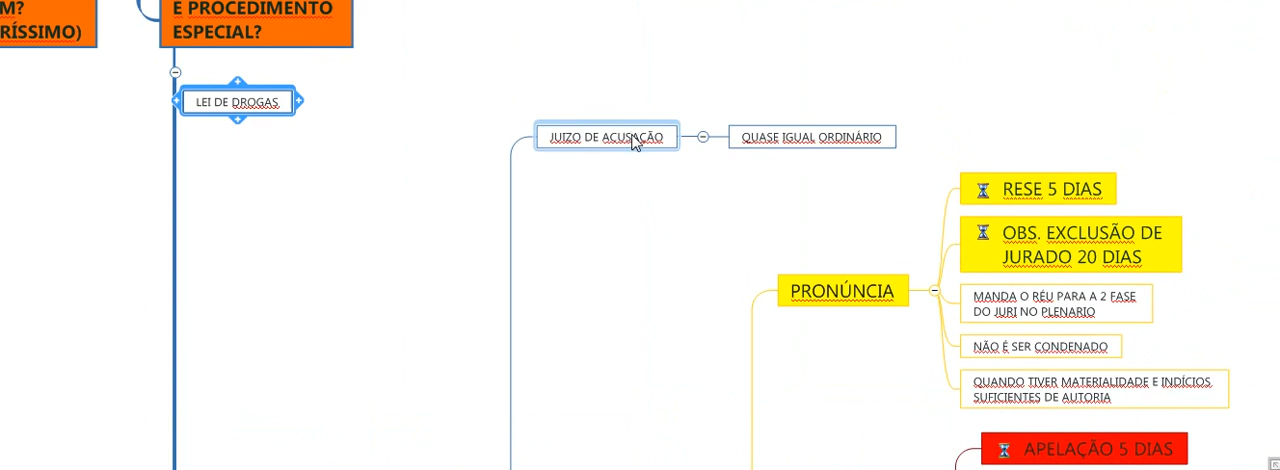 M?
RÍSSIMO)
É PROCEDIMENTO
ESPECIAL?
LEI DE DROGAS
JUIZO DE ACUSAÇÃO
QUASE IGUAL ORDINÁRIO
RESE 5 DIAS
OBS. EXCLUSÃO DE
JURADO 20 DIAS
PRONÚNCIA
MANDA O RÉU PARA A 2 FASE
DO JURI NO PLENARIO
NÃO É SER CONDENADO
QUANDO TIVER MATERIALIDADE E INDÍCIOS
SUFICIENTES DE AUTORIA
APELAÇÃO 5 DIAS